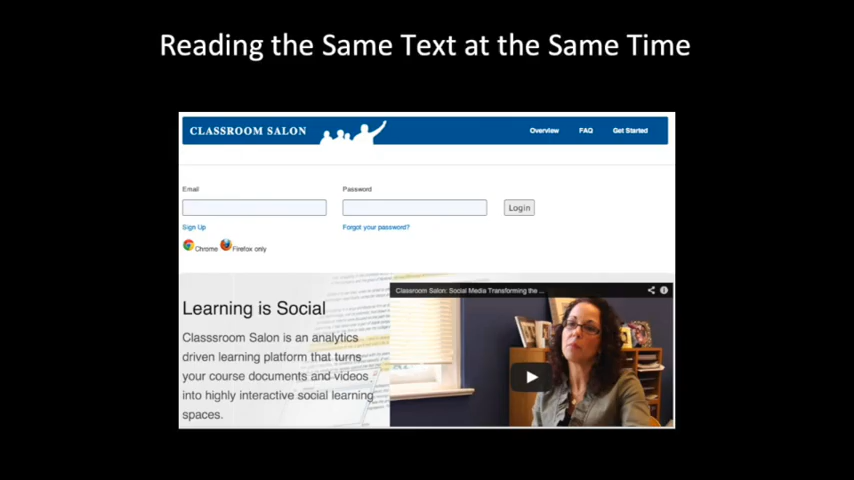 Reading the Same Text at the Same Time
CLASSROOM SALON
Overview FAQ Get Started
Email Password
Login
Sign Up Forgot your password?
Chrome Firefox only
Classroom Salon: Social Media Transforming the ...
Learning is Social
Classsroom Salon is an analytics
driven learning platform that turns
your course documents and videos
into highly interactive social learning
spaces.